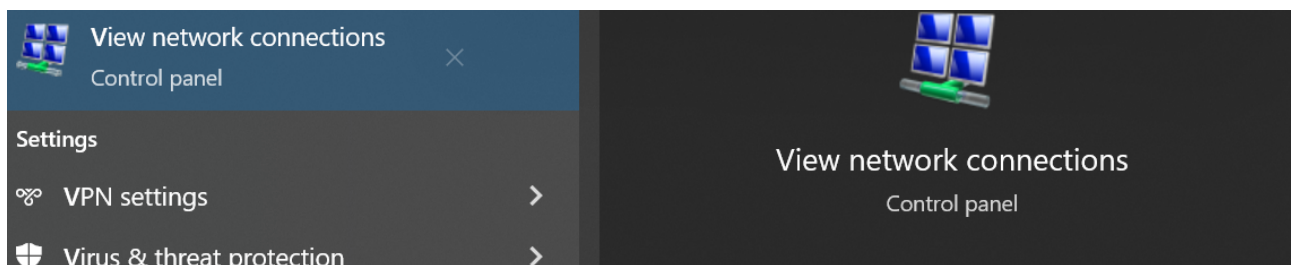 View network connections
Control panel
Settings
VPN settings
Virus & threat protection
View network connections
Control panel